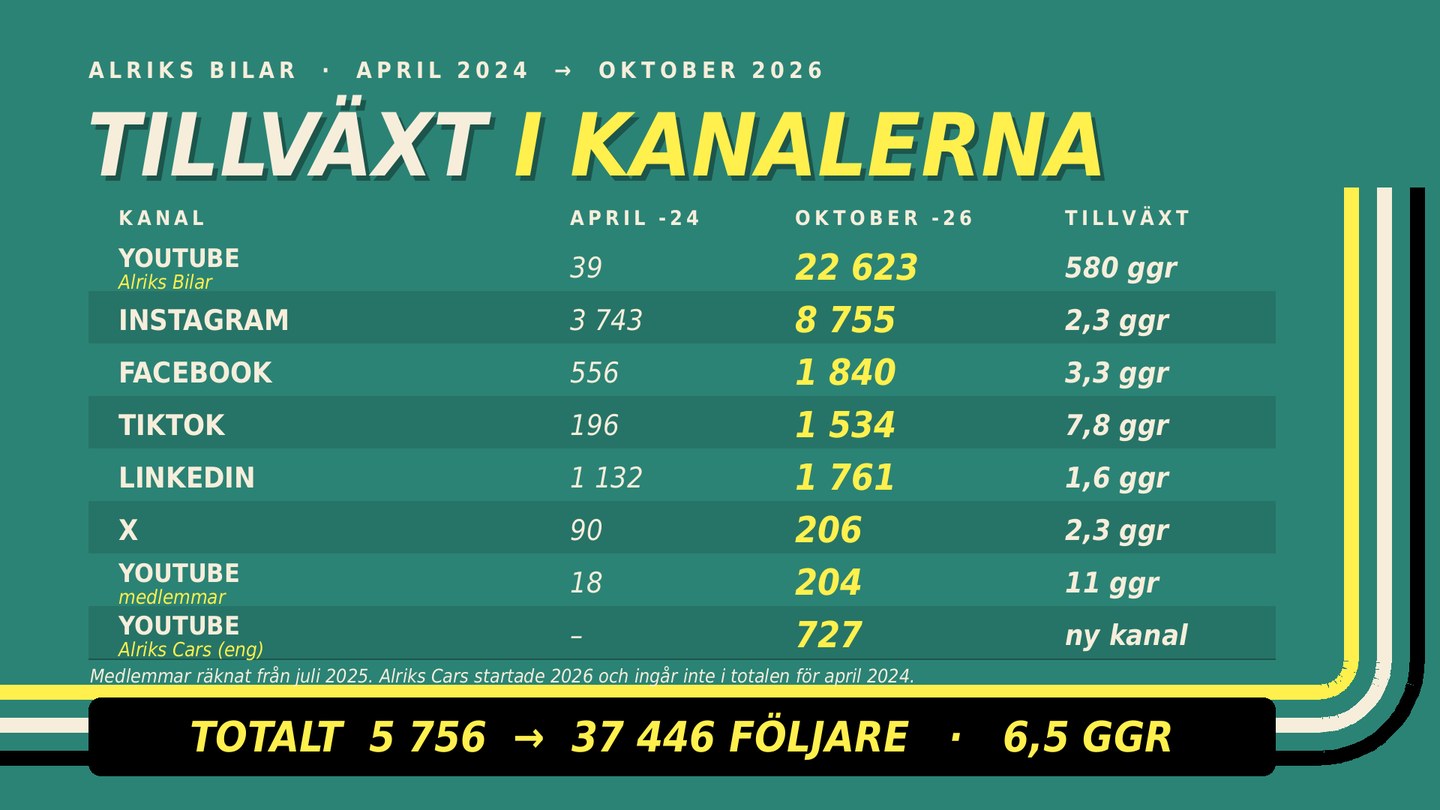 ALRIKS BILAR · APRIL 2024 → OKTOBER 2026
TILLVÄXT I KANALERNA
KANAL APRIL -24 OKTOBER -26 TILLVÄXT
YOUTUBE 39 22 623 580 ggr
Alriks Bilar
INSTAGRAM 3 743 8 755 2,3 ggr
FACEBOOK 556 1 840 3,3 ggr
TIKTOK 196 1 534 7,8 ggr
LINKEDIN 1 132 1 761 1,6 ggr
X 90 206 2,3 ggr
YOUTUBE 18 204 11 ggr
medlemmar
YOUTUBE – 727 ny kanal
Alriks Cars (eng)
Medlemmar räknat från juli 2025. Alriks Cars startade 2026 och ingår inte i totalen för april 2024.
TOTALT 5 756 → 37 446 FÖLJARE · 6,5 GGR